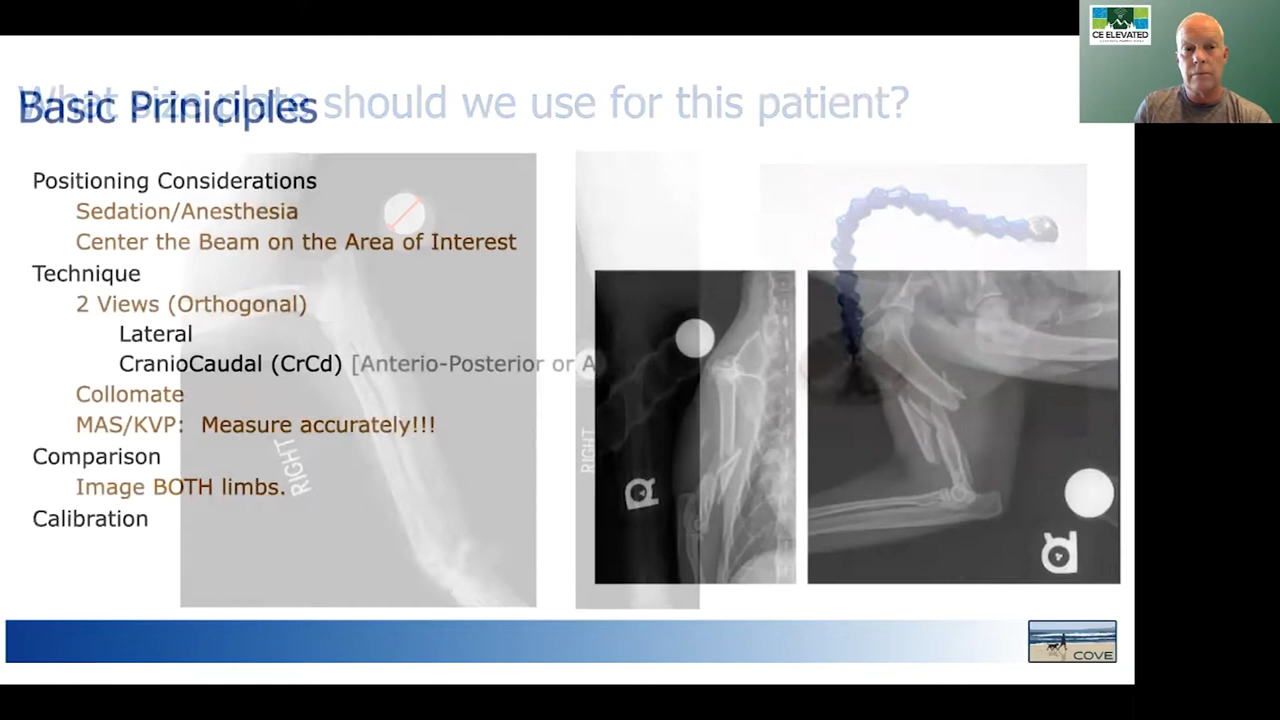 CE ELEVATED
What size plate should we use for this patient?
Basic Priniciples
Positioning Considerations
Sedation/Anesthesia
Center the Beam on the Area of Interest
Technique
2 Views (Orthogonal)
Lateral
CranioCaudal (CrCd) [Anterio-Posterior or A
Collomate
MAS/KVP: Measure accurately!!!
Comparison
Image BOTH limbs.
Calibration
RIGHT
RIGHT
R
R
COVE